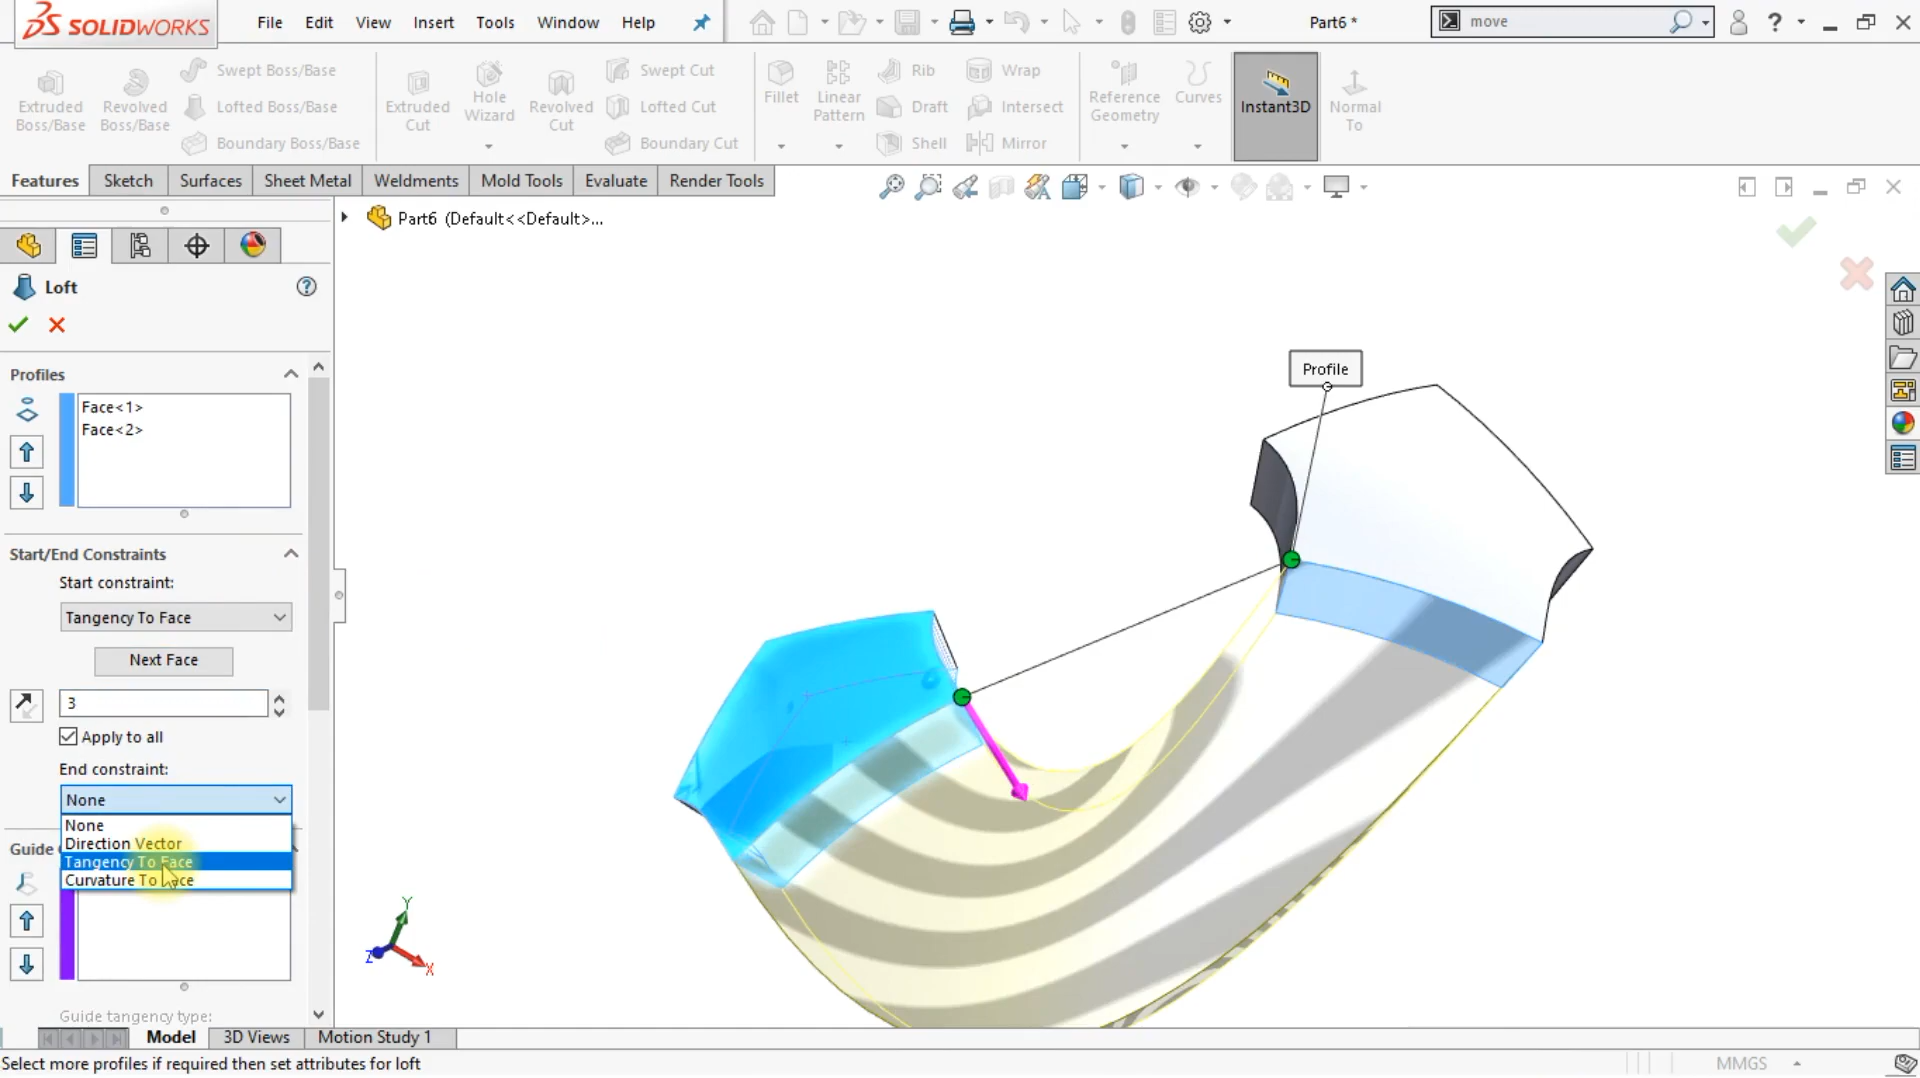 SOLIDWORKS
File Edit View Insert Tools Window Help
Part6 *
move
Extruded Boss/Base
Revolved Boss/Base
Swept Boss/Base
Lofted Boss/Base
Boundary Boss/Base
Extruded Cut
Hole Wizard
Revolved Cut
Swept Cut
Lofted Cut
Boundary Cut
Fillet
Linear Pattern
Rib
Draft
Shell
Wrap
Intersect
Mirror
Reference Geometry
Curves
Instant3D
Normal To
Features Sketch Surfaces Sheet Metal Weldments Mold Tools Evaluate Render Tools
Part6 (Default<<Default>...
Loft
Profiles
Face<1>
Face<2>
Start/End Constraints
Start constraint:
Tangency To Face
Next Face
3
Apply to all
End constraint:
None
None
Direction Vector
Tangency To Face
Curvature To Face
Guide
Guide tangency type:
Profile
Y
Z
X
Model 3D Views Motion Study 1
Select more profiles if required then set attributes for loft
MMGS